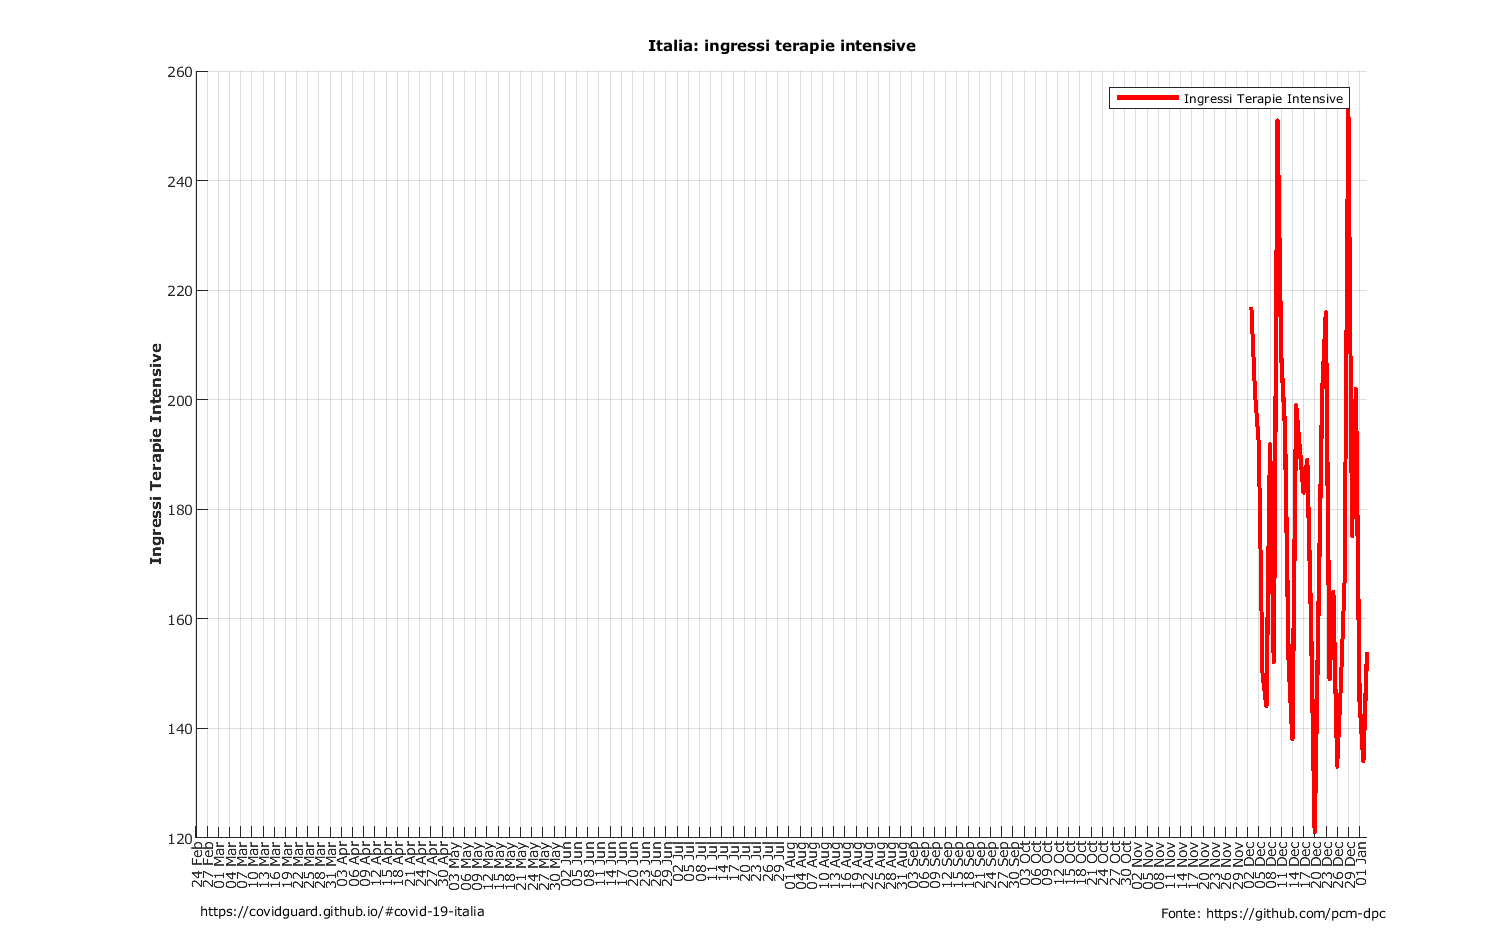 Italia: ingressi terapie intensive
Ingressi Terapie Intensive
260
240
220
200
180
160
140
120
Ingressi Terapie Intensive
24 Feb
27 Feb
01 Mar
04 Mar
07 Mar
10 Mar
13 Mar
16 Mar
19 Mar
22 Mar
25 Mar
28 Mar
31 Mar
03 Apr
06 Apr
09 Apr
12 Apr
15 Apr
18 Apr
21 Apr
24 Apr
27 Apr
30 Apr
03 May
06 May
09 May
12 May
15 May
18 May
21 May
24 May
27 May
30 May
02 Jun
05 Jun
08 Jun
11 Jun
14 Jun
17 Jun
20 Jun
23 Jun
26 Jun
29 Jun
02 Jul
05 Jul
08 Jul
11 Jul
14 Jul
17 Jul
20 Jul
23 Jul
26 Jul
29 Jul
01 Aug
04 Aug
07 Aug
10 Aug
13 Aug
16 Aug
19 Aug
22 Aug
25 Aug
28 Aug
31 Aug
03 Sep
06 Sep
09 Sep
12 Sep
15 Sep
18 Sep
21 Sep
24 Sep
27 Sep
30 Sep
03 Oct
06 Oct
09 Oct
12 Oct
15 Oct
18 Oct
21 Oct
24 Oct
27 Oct
30 Oct
02 Nov
05 Nov
08 Nov
11 Nov
14 Nov
17 Nov
20 Nov
23 Nov
26 Nov
29 Nov
02 Dec
05 Dec
08 Dec
11 Dec
14 Dec
17 Dec
20 Dec
23 Dec
26 Dec
29 Dec
01 Jan
https://covidguard.github.io/#covid-19-italia
Fonte: https://github.com/pcm-dpc